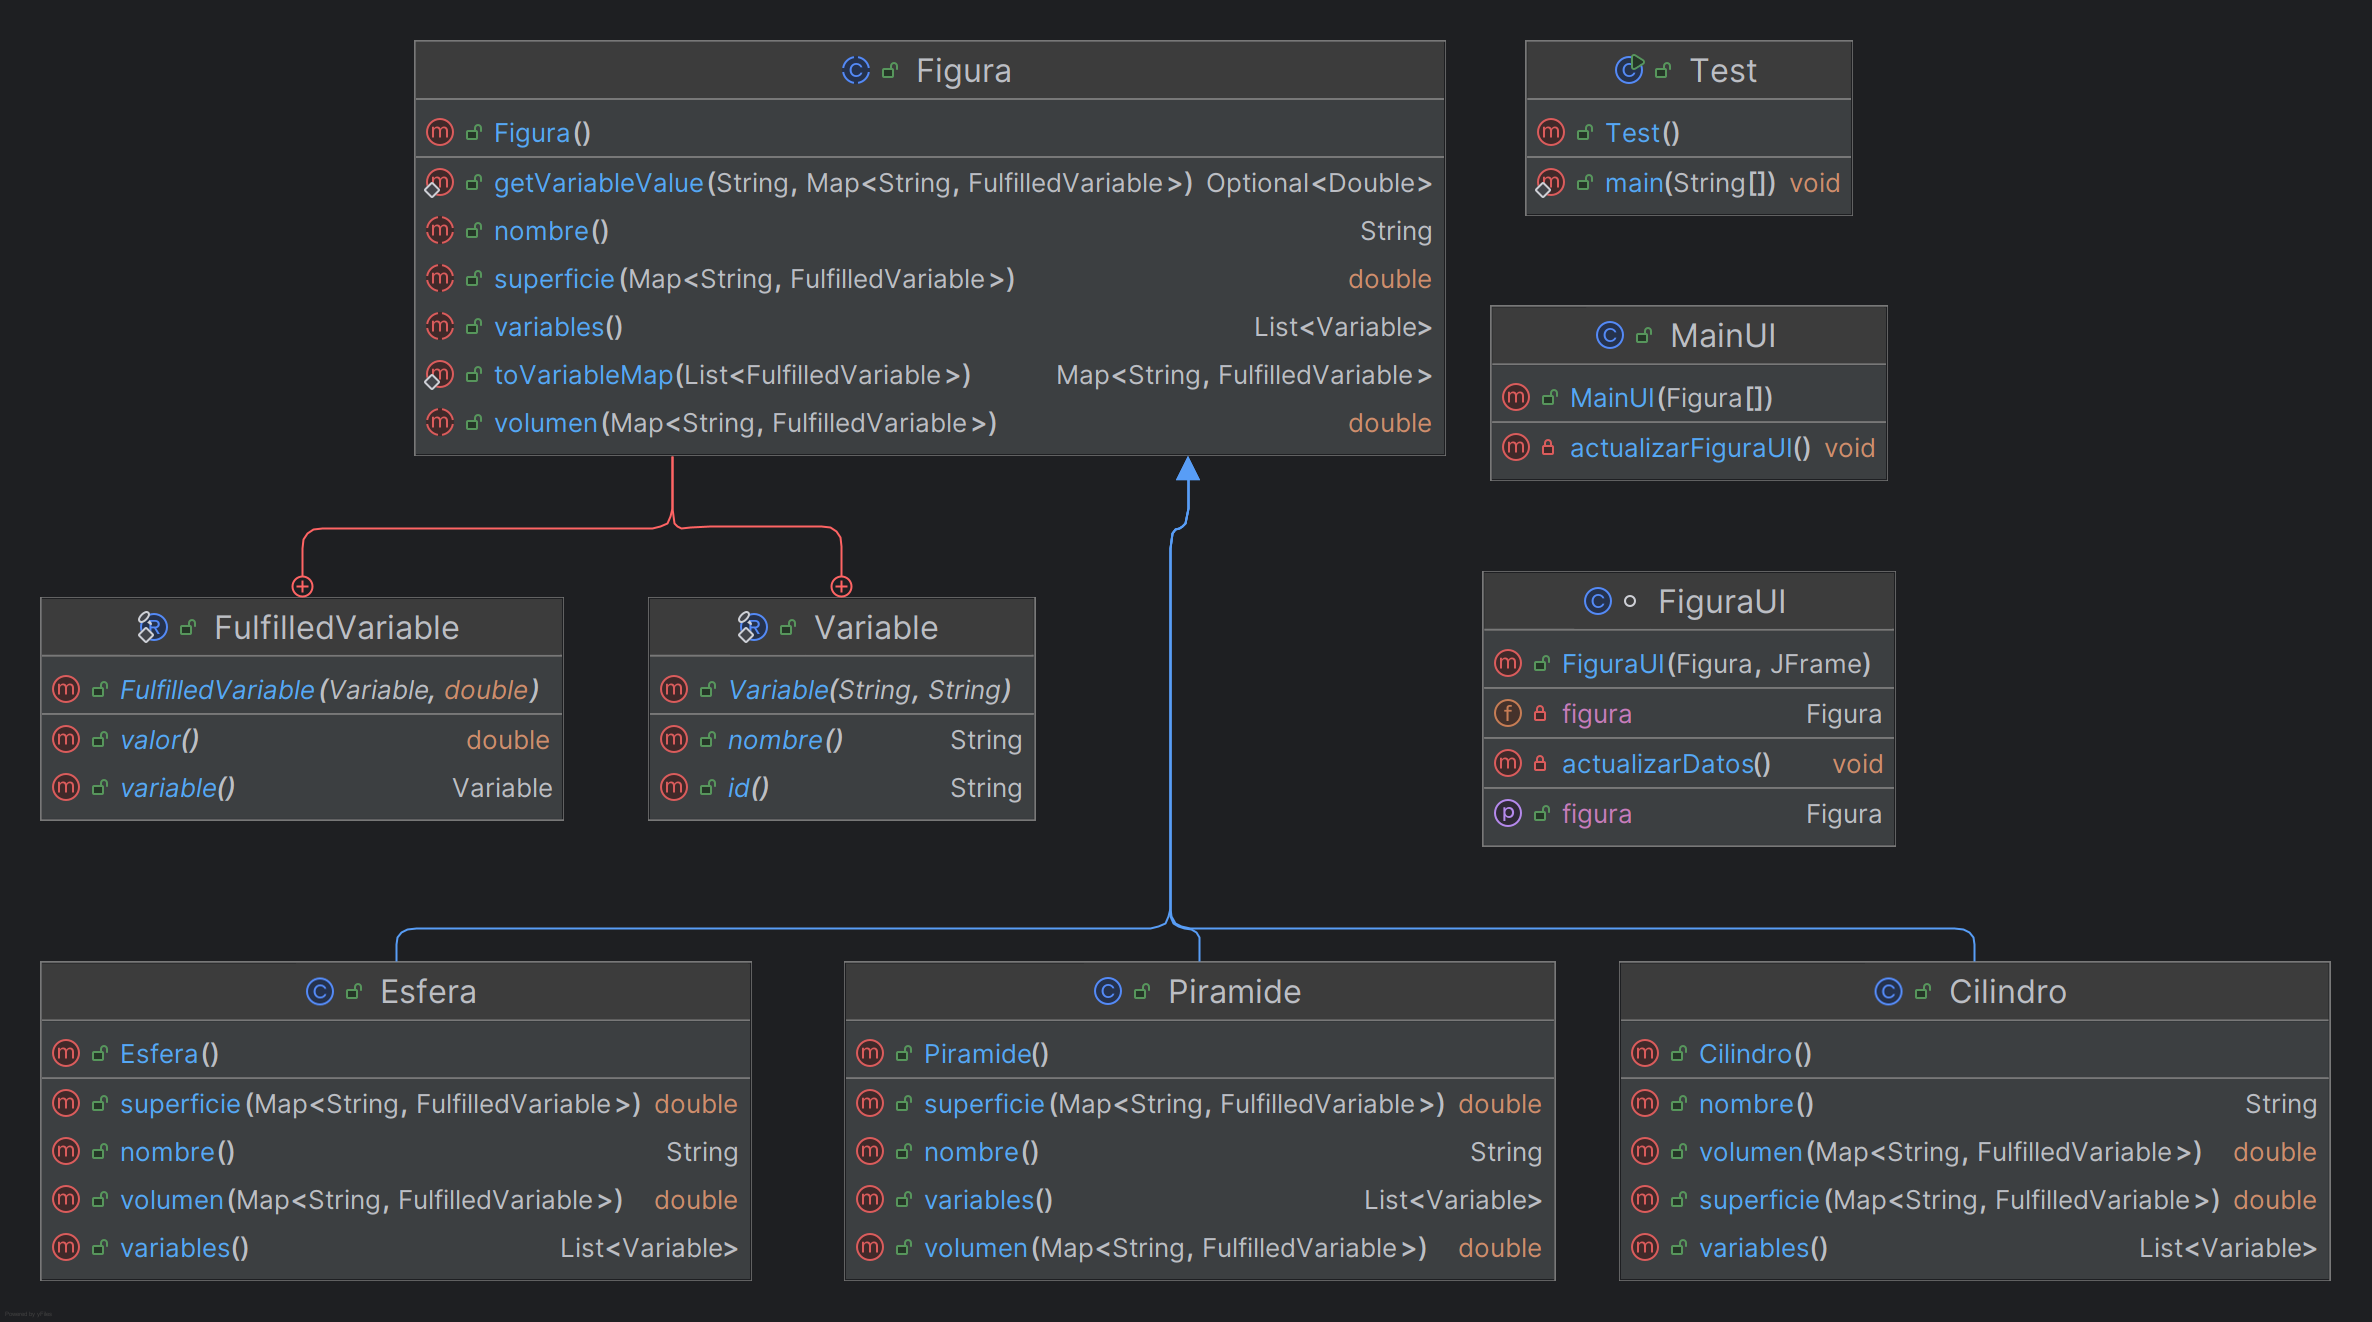 Figura
Figura()
getVariableValue(String, Map<String, FulfilledVariable>) Optional<Double>
nombre() String
superficie(Map<String, FulfilledVariable>) double
variables() List<Variable>
toVariableMap(List<FulfilledVariable>) Map<String, FulfilledVariable>
volumen(Map<String, FulfilledVariable>) double
Test
Test()
main(String[]) void
MainUI
MainUI(Figura[])
actualizarFiguraUI() void
FulfilledVariable
FulfilledVariable(Variable, double)
valor() double
variable() Variable
Variable
Variable(String, String)
nombre() String
id() String
FiguraUI
FiguraUI(Figura, JFrame)
figura Figura
actualizarDatos() void
figura Figura
Esfera
Esfera()
superficie(Map<String, FulfilledVariable>) double
nombre() String
volumen(Map<String, FulfilledVariable>) double
variables() List<Variable>
Piramide
Piramide()
superficie(Map<String, FulfilledVariable>) double
nombre() String
variables() List<Variable>
volumen(Map<String, FulfilledVariable>) double
Cilindro
Cilindro()
nombre() String
volumen(Map<String, FulfilledVariable>) double
superficie(Map<String, FulfilledVariable>) double
variables() List<Variable>
Powered by yFiles